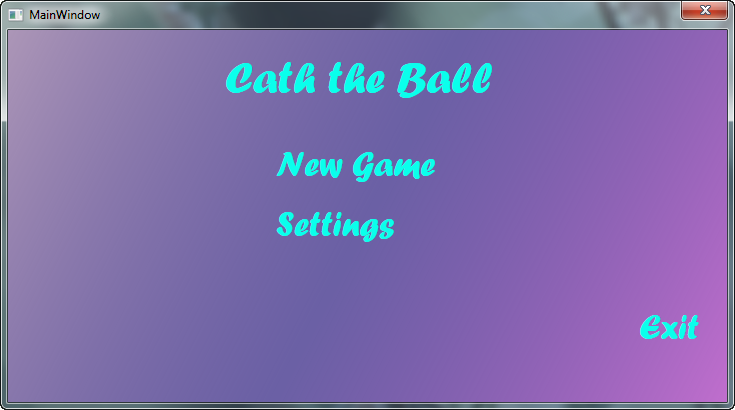 MainWindow
Cath the Ball
New Game
Settings
Exit